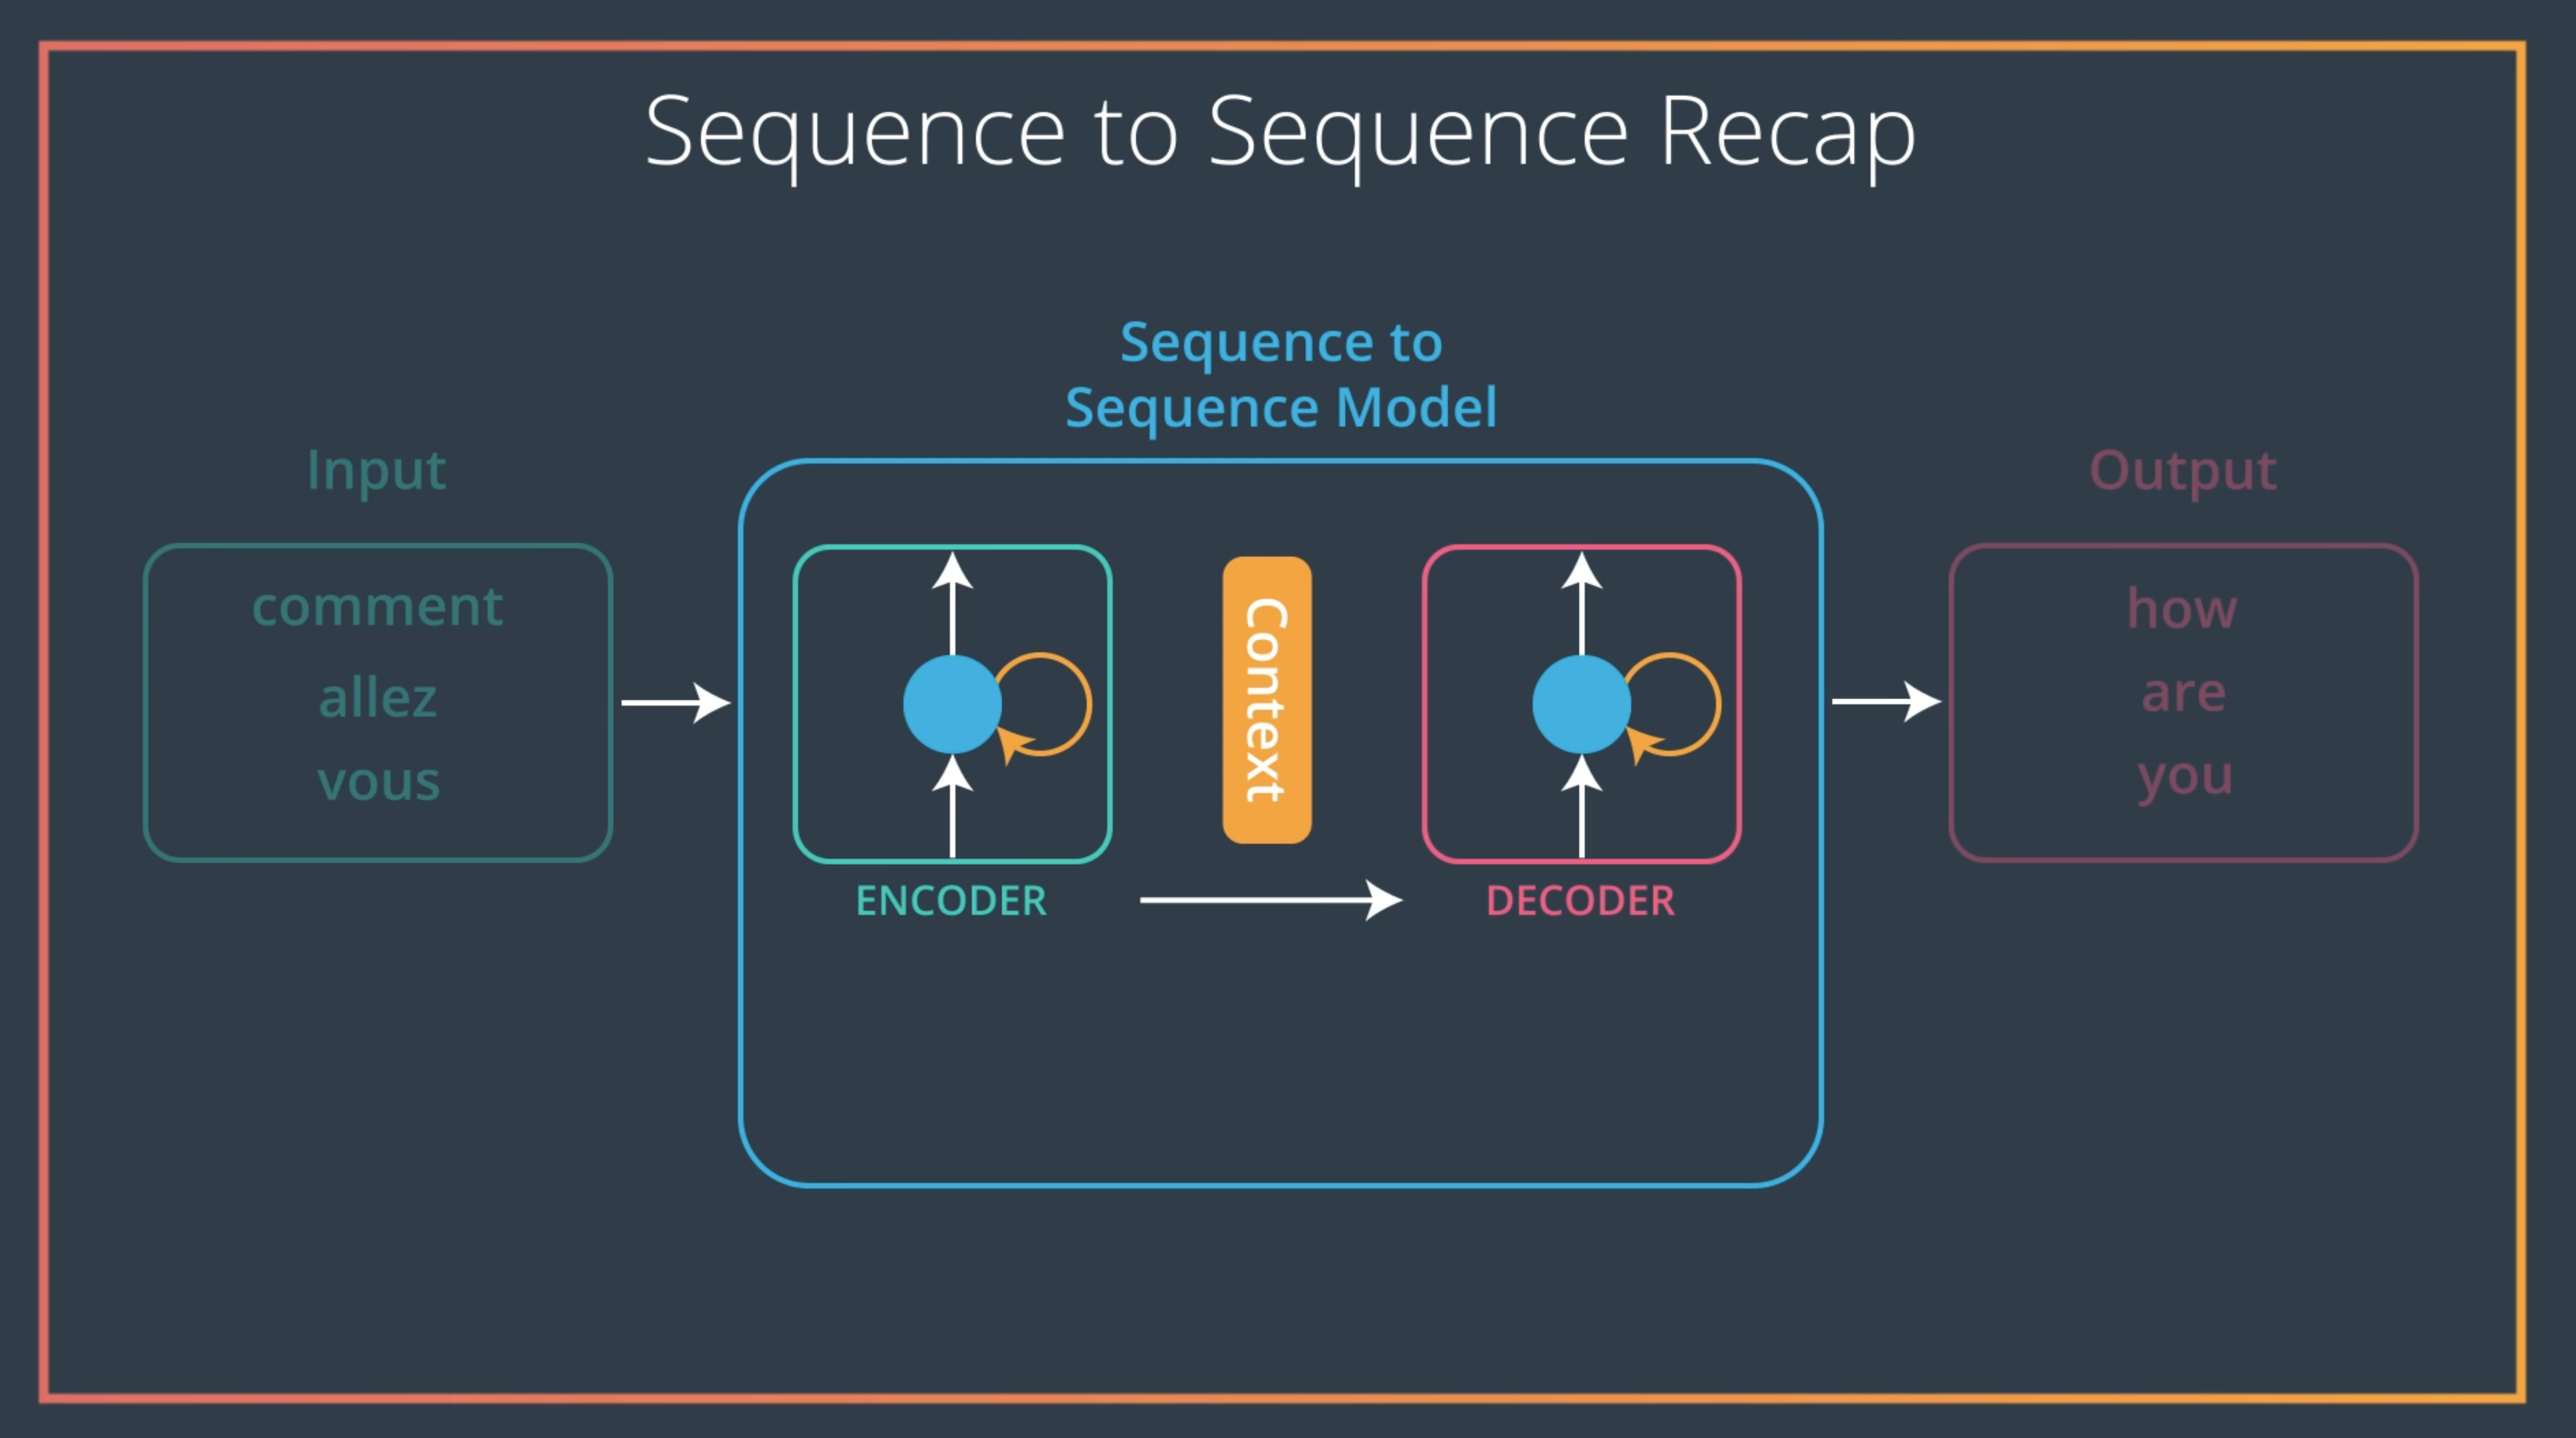 Sequence to Sequence Recap
Sequence to
Sequence Model
Input
comment
allez
vous
ENCODER
Context
DECODER
Output
how
are
you